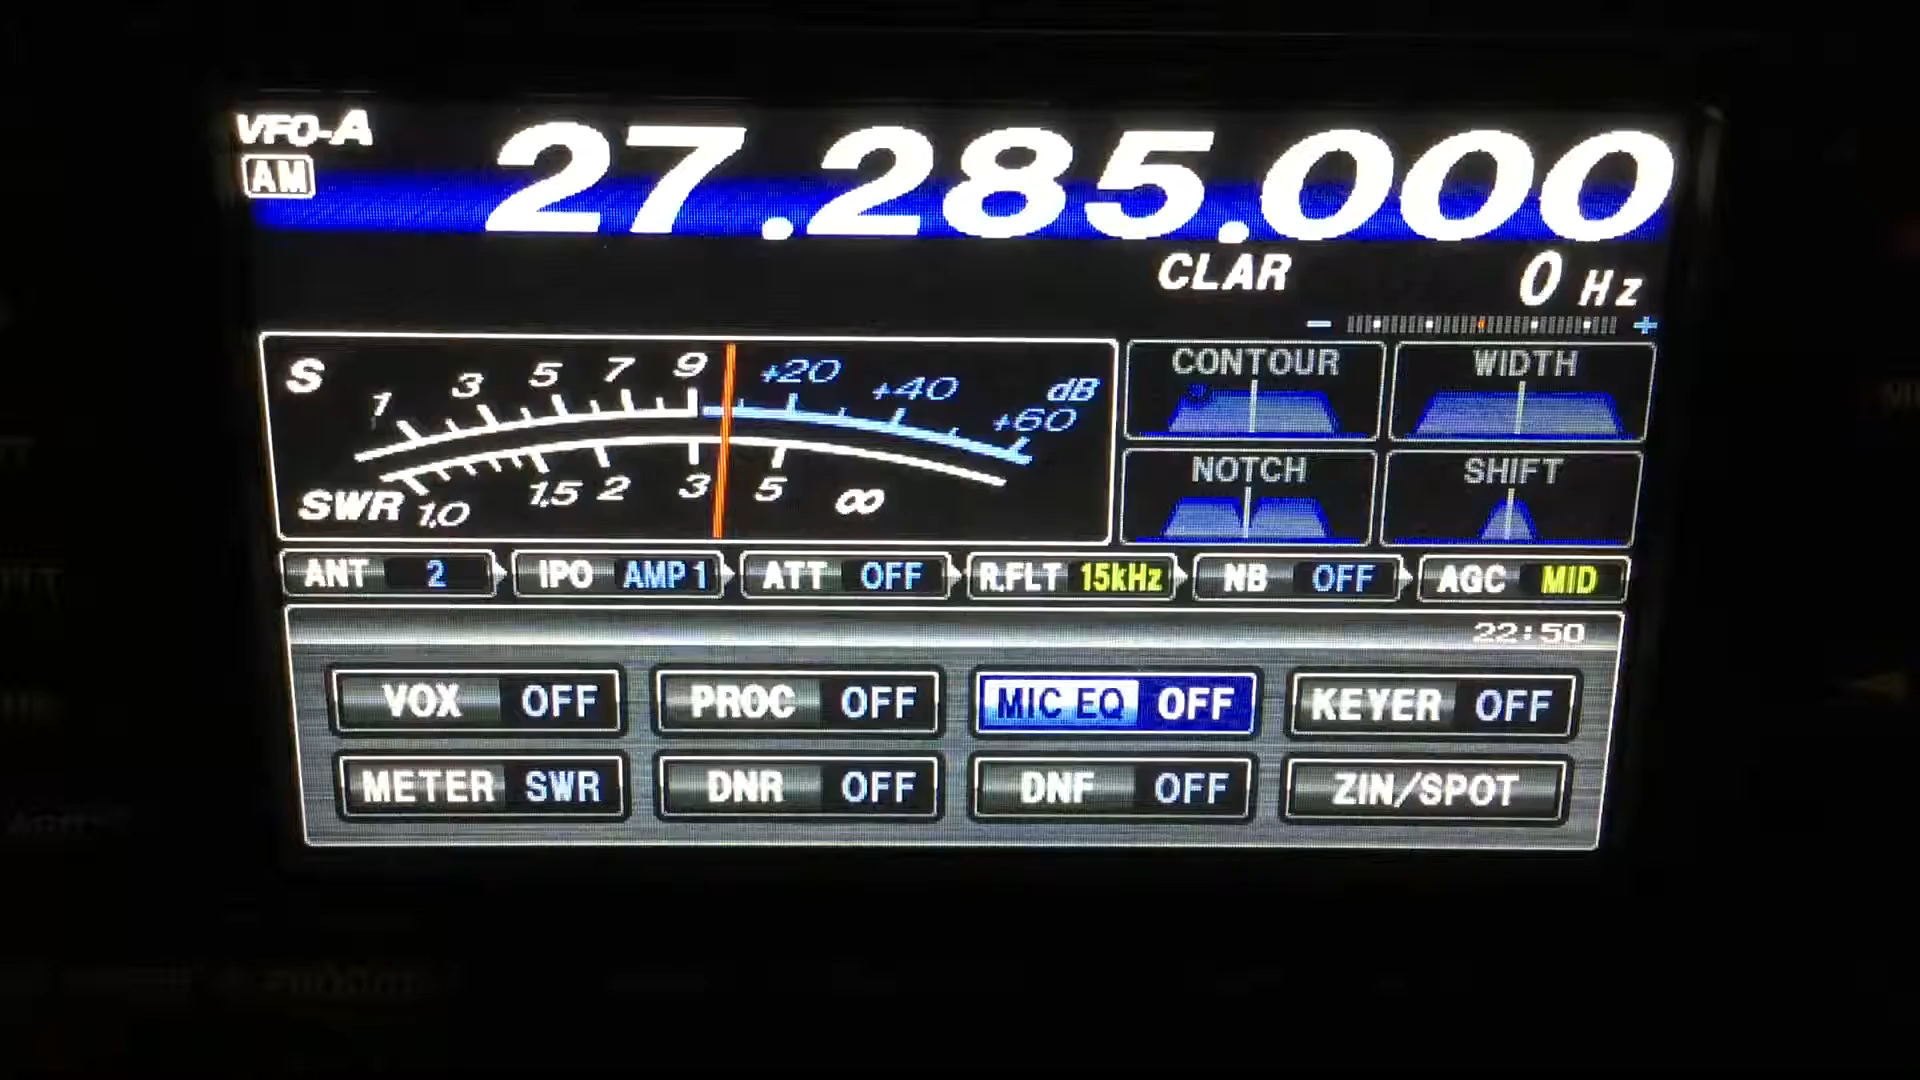 VFO-A
AM
27.285.000
CLAR 0 Hz
- +
S 1 3 5 7 9 +20 +40 +60 dB
SWR 1.0 1.5 2 3 5 ∞
CONTOUR WIDTH
NOTCH SHIFT
ANT 2 IPO AMP 1 ATT OFF R.FLT 15kHz NB OFF AGC MID
22:50
VOX OFF PROC OFF MIC EQ OFF KEYER OFF
METER SWR DNR OFF DNF OFF ZIN/SPOT